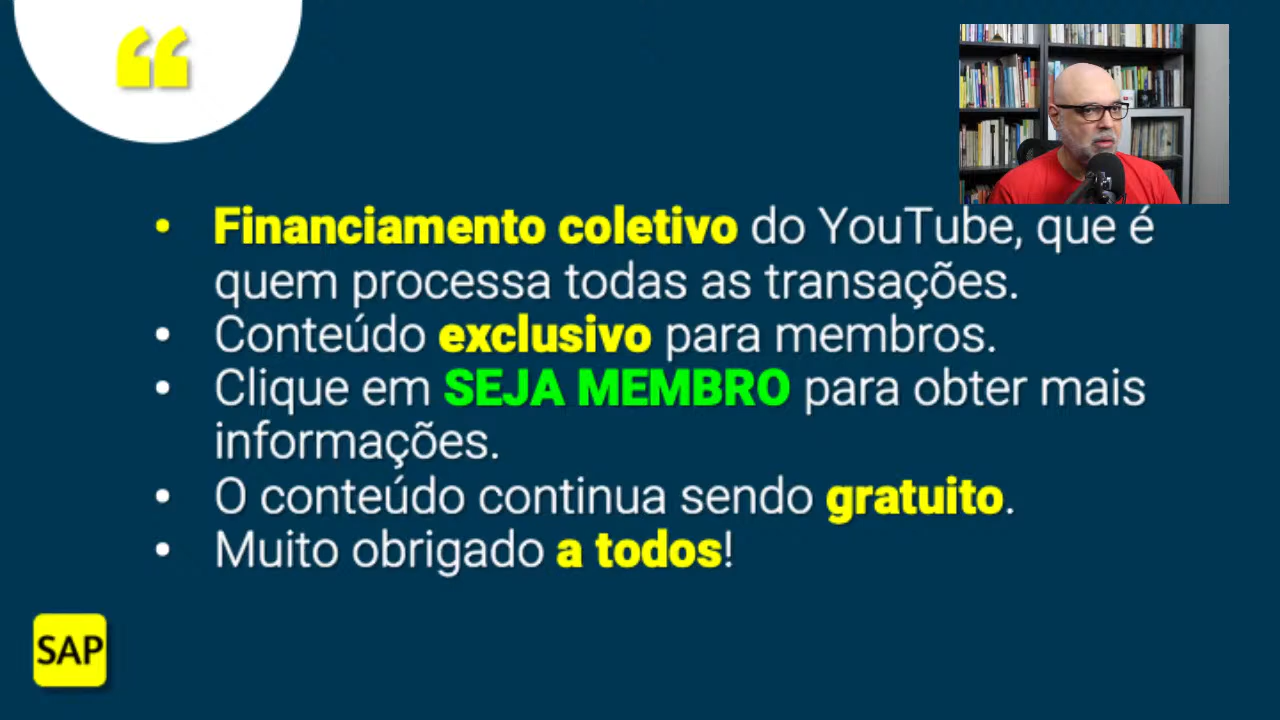 “
• Financiamento coletivo do YouTube, que é
quem processa todas as transações.
• Conteúdo exclusivo para membros.
• Clique em SEJA MEMBRO para obter mais
informações.
• O conteúdo continua sendo gratuito.
• Muito obrigado a todos!
SAP